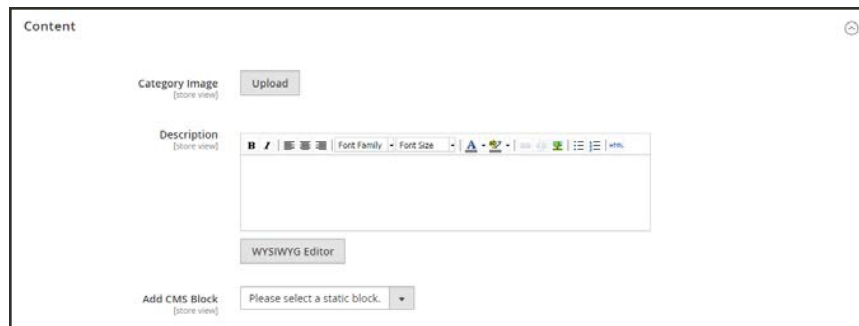 Content
Category Image
[store view]
Upload
Description
[store view]
B I Font Family Font Size A HTML
WYSIWYG Editor
Add CMS Block
[store view]
Please select a static block.